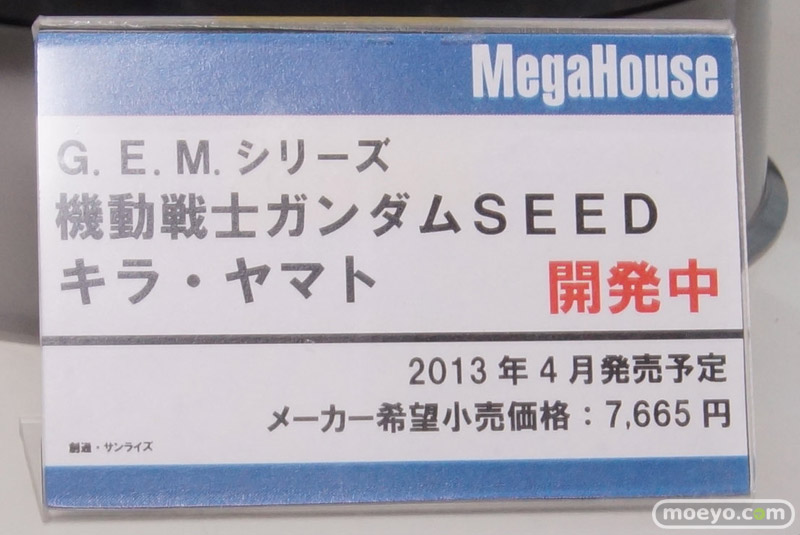 MegaHouse
G.E.M.シリーズ
機動戦士ガンダムSEED
キラ・ヤマト 開発中
2013年4月発売予定
メーカー希望小売価格：7,665円
創通・サンライズ
moeyo.com